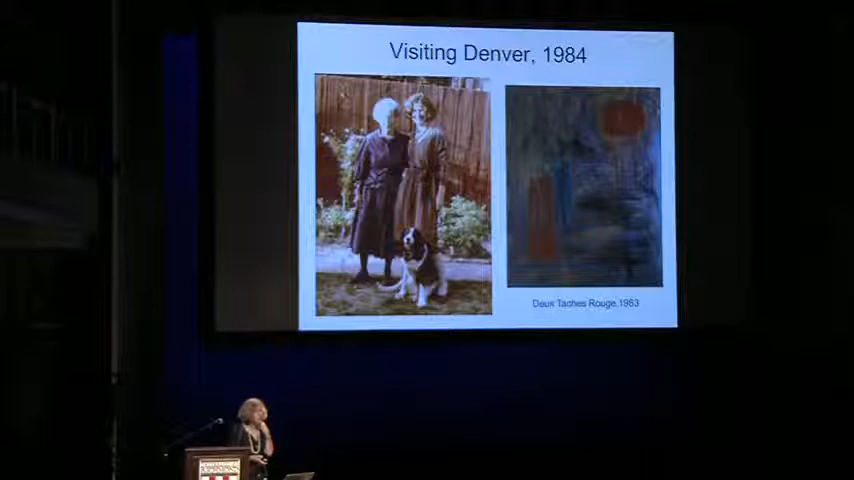 Visiting Denver, 1984
Deux Taches Rouge, 1983